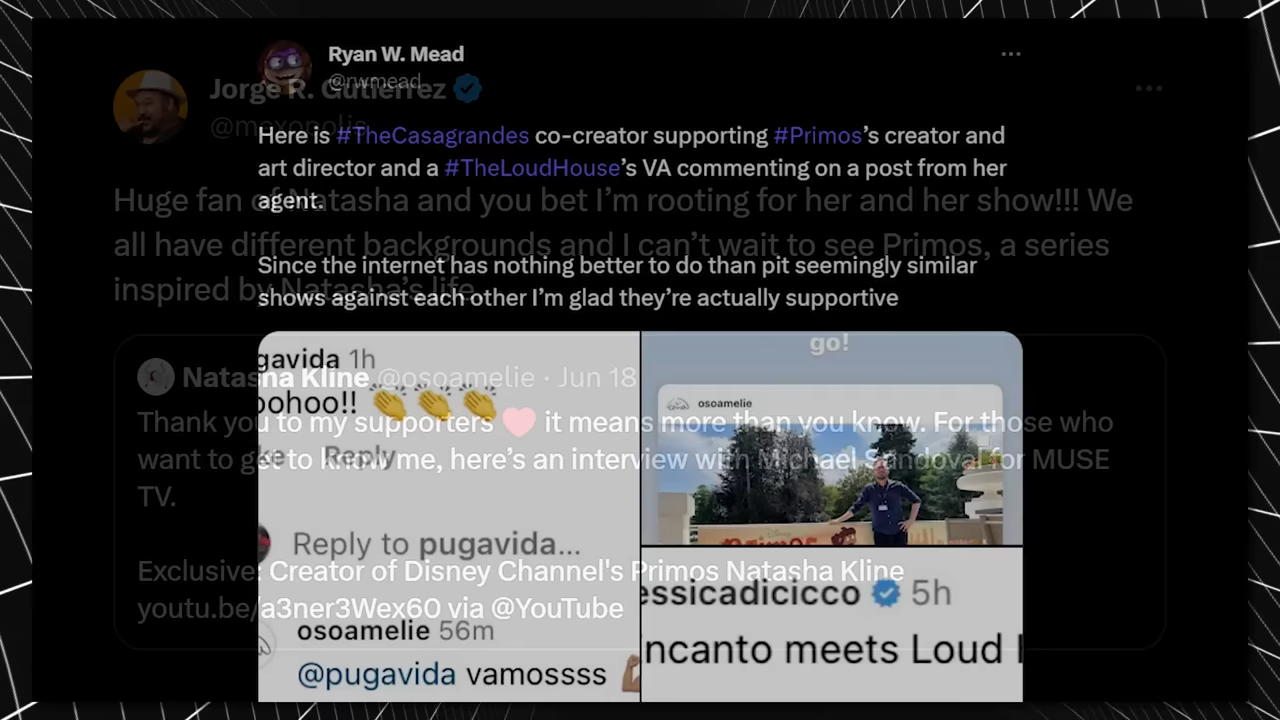 Ryan W. Mead
@rwmead
Here is #TheCasagrandes co-creator supporting #Primos’s creator and
art director and a #TheLoudHouse’s VA commenting on a post from her
agent.
Since the internet has nothing better to do than pit seemingly similar
shows against each other I’m glad they’re actually supportive
gavida 1h
oohoo!! 👏👏👏
ke Reply
Reply to pugavida...
osoamelie 56m
@pugavida vamossss
go!
osoamelie
PRIMOS
essicadicicco 5h
ncanto meets Loud
Jorge R. Gutierrez
@mexopolis
Huge fan of Natasha and you bet I’m rooting for her and her show!!! We
all have different backgrounds and I can’t wait to see Primos, a series
inspired by Natasha’s life.
Natasha Kline @osoamelie · Jun 18
Thank you to my supporters 🩷 it means more than you know. For those who
want to get to know me, here’s an interview with Michael Sandoval for MUSE
TV.
Exclusive: Creator of Disney Channel's Primos Natasha Kline
youtu.be/a3ner3Wex60 via @YouTube